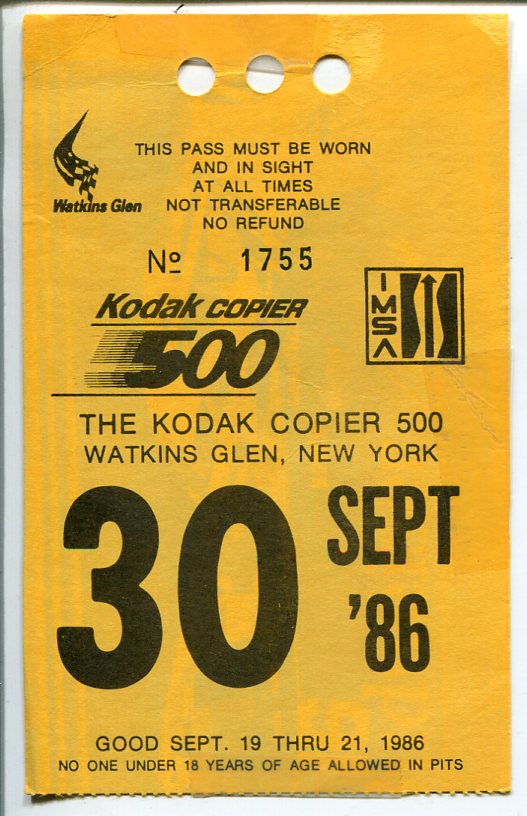 THIS PASS MUST BE WORN
AND IN SIGHT
AT ALL TIMES
NOT TRANSFERABLE
NO REFUND
Watkins Glen
Nº 1755
IMSA
Kodak COPIER
500
THE KODAK COPIER 500
WATKINS GLEN, NEW YORK
30 SEPT
'86
GOOD SEPT. 19 THRU 21, 1986
NO ONE UNDER 18 YEARS OF AGE ALLOWED IN PITS